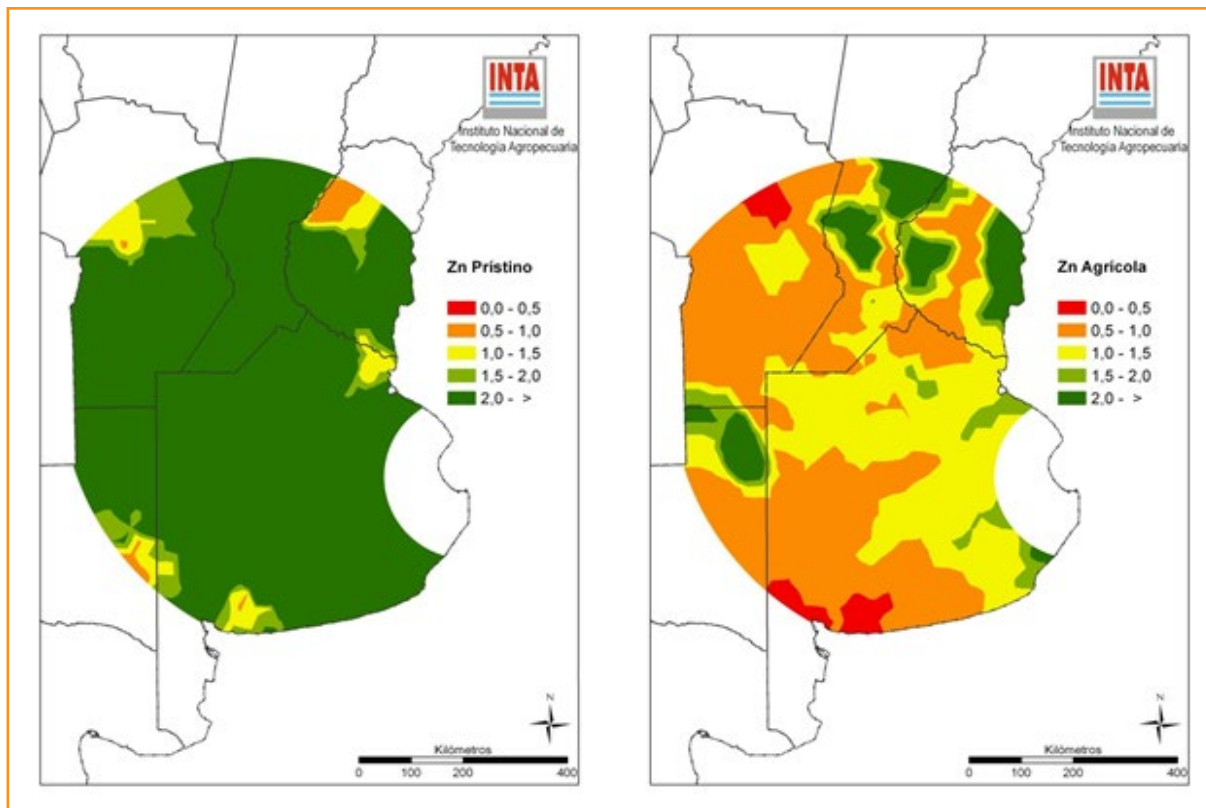 INTA
Instituto Nacional de
Tecnología Agropecuaria
Zn Prístino
0,0 - 0,5
0,5 - 1,0
1,0 - 1,5
1,5 - 2,0
2,0 - >
N
Kilómetros
0 100 200 400
INTA
Instituto Nacional de
Tecnología Agropecuaria
Zn Agrícola
0,0 - 0,5
0,5 - 1,0
1,0 - 1,5
1,5 - 2,0
2,0 - >
N
Kilómetros
0 100 200 400